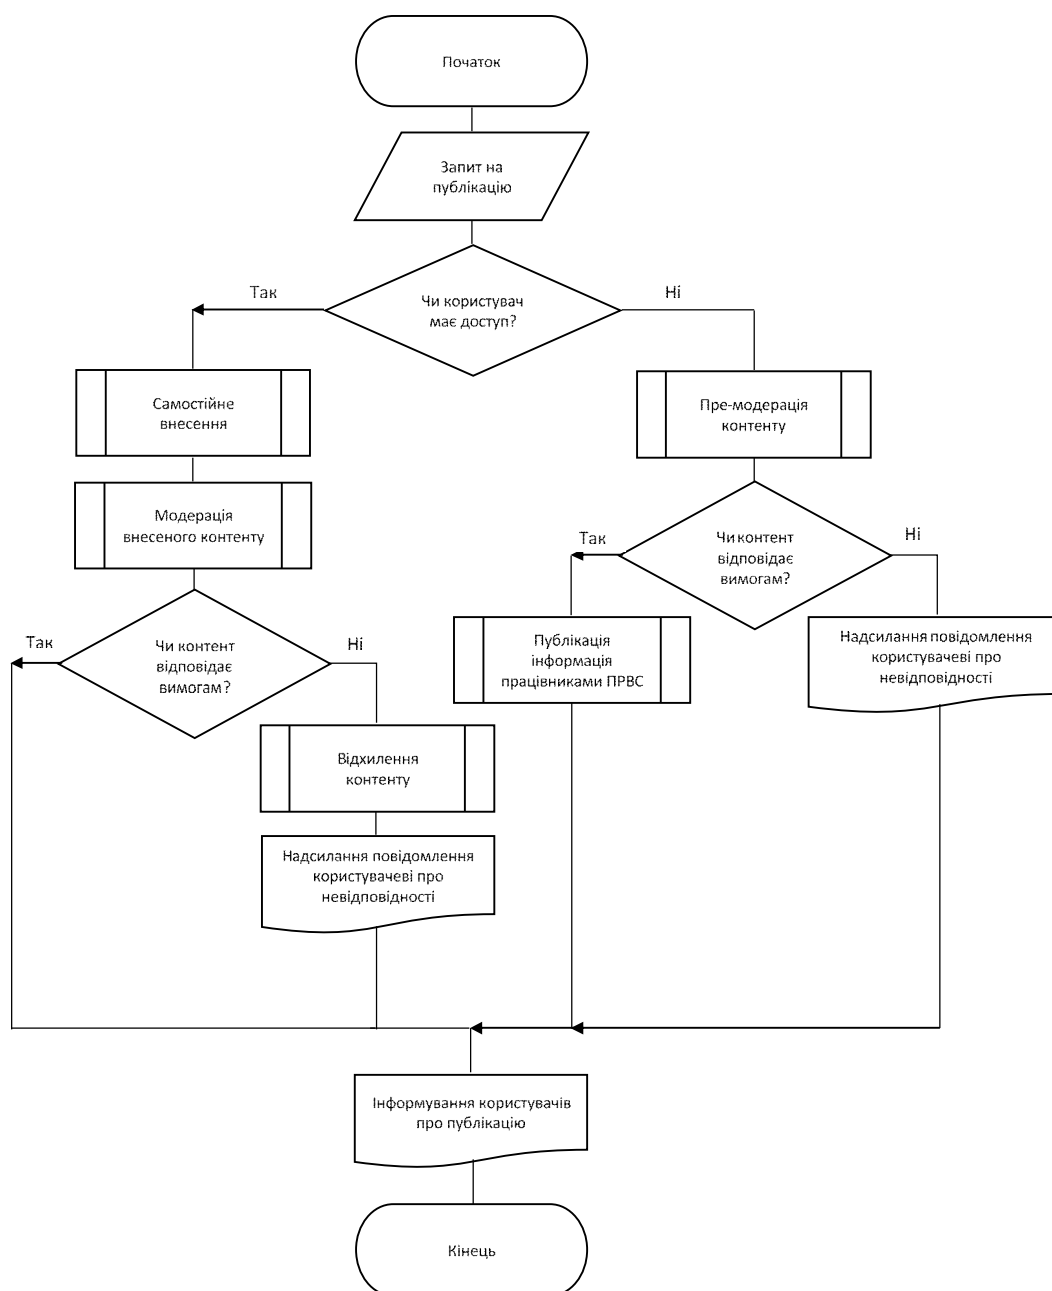 Початок
Запит на
публікацію
Так
Чи користувач
має доступ?
Ні
Самостійне
внесення
Пре-модерація
контенту
Модерація
внесеного контенту
Так
Чи контент
відповідає
вимогам?
Ні
Так
Чи контент
відповідає
вимогам?
Ні
Публікація
інформація
працівниками ПРВС
Надсилання повідомлення
користувачеві про
невідповідності
Відхилення
контенту
Надсилання повідомлення
користувачеві про
невідповідності
Інформування користувачів
про публікацію
Кінець